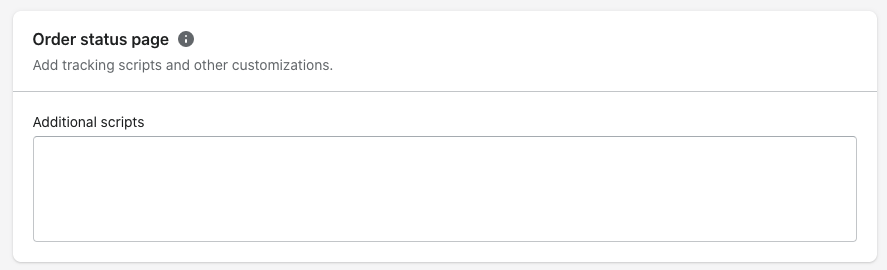 Order status page
Add tracking scripts and other customizations.
Additional scripts